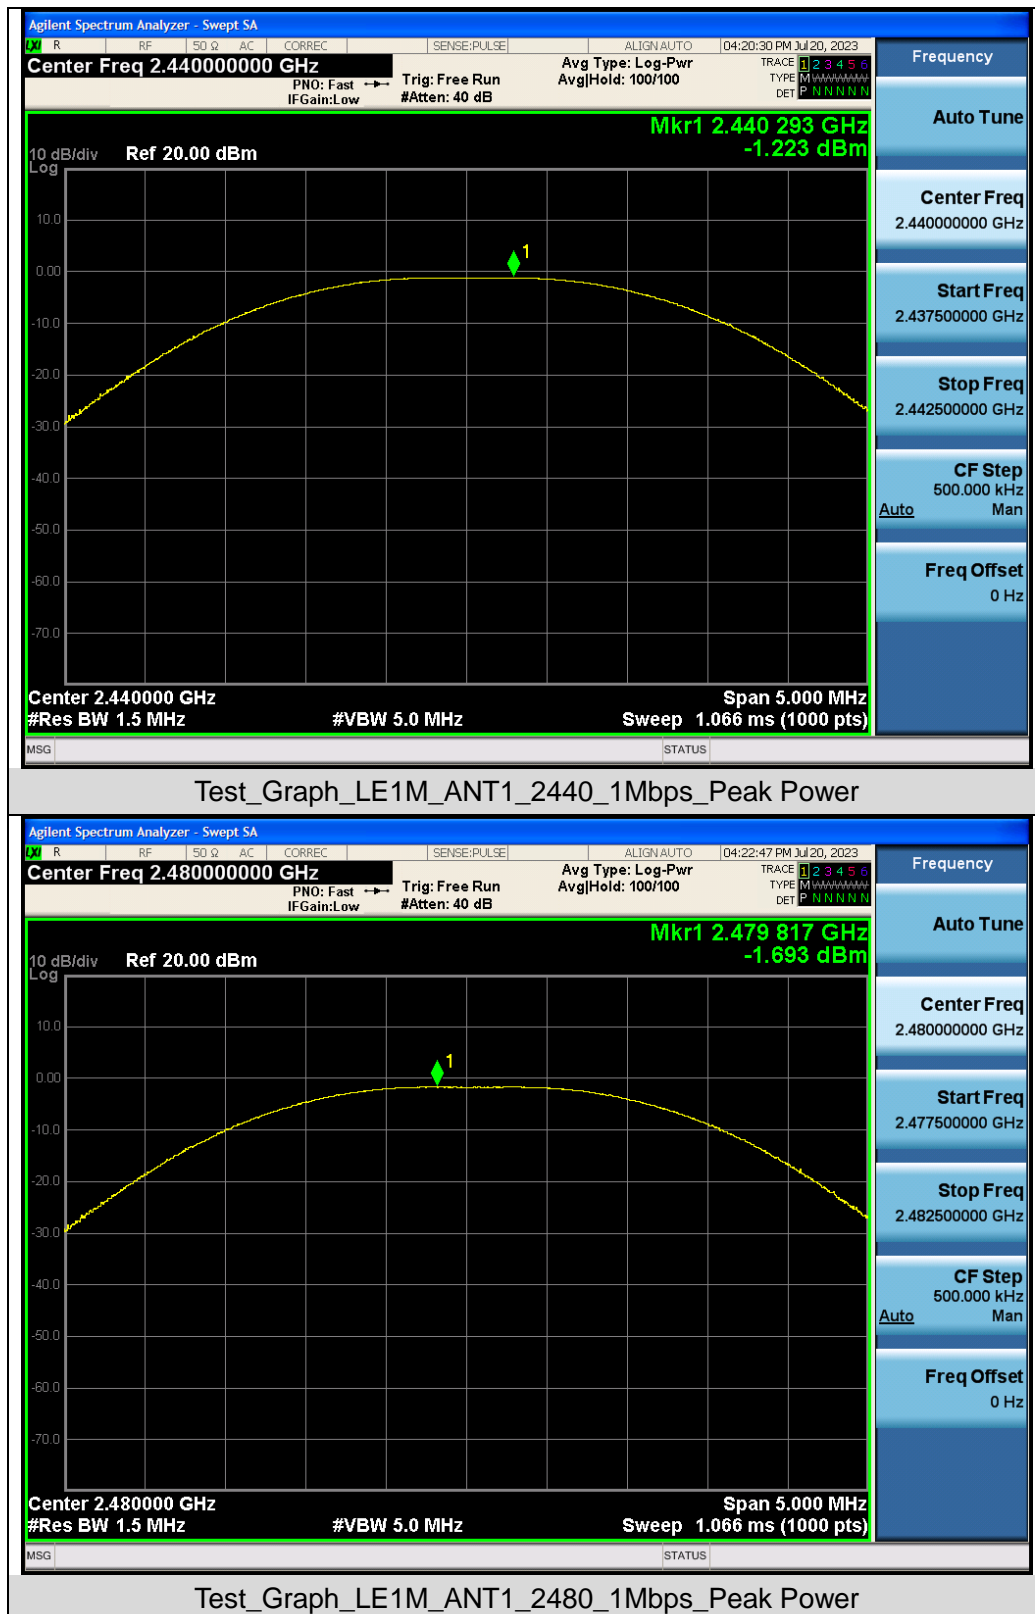 Agilent Spectrum Analyzer - Swept SA
LXI R RF 50 Ω AC CORREC SENSE:PULSE ALIGN AUTO 04:20:30 PM Jul 20, 2023
Center Freq 2.440000000 GHz
PNO: Fast
IFGain:Low
Trig: Free Run
#Atten: 40 dB
Avg Type: Log-Pwr
Avg|Hold: 100/100
TRACE 1 2 3 4 5 6
TYPE M WWWWW
DET P N N N N N
Mkr1 2.440 293 GHz
-1.223 dBm
10 dB/div Ref 20.00 dBm
Log
10.0
0.00
1
-10.0
-20.0
-30.0
-40.0
-50.0
-60.0
-70.0
Center 2.440000 GHz Span 5.000 MHz
#Res BW 1.5 MHz #VBW 5.0 MHz Sweep 1.066 ms (1000 pts)
MSG STATUS
Frequency
Auto Tune
Center Freq
2.440000000 GHz
Start Freq
2.437500000 GHz
Stop Freq
2.442500000 GHz
CF Step
500.000 kHz
Auto Man
Freq Offset
0 Hz
Test_Graph_LE1M_ANT1_2440_1Mbps_Peak Power
Agilent Spectrum Analyzer - Swept SA
LXI R RF 50 Ω AC CORREC SENSE:PULSE ALIGN AUTO 04:22:47 PM Jul 20, 2023
Center Freq 2.480000000 GHz
PNO: Fast
IFGain:Low
Trig: Free Run
#Atten: 40 dB
Avg Type: Log-Pwr
Avg|Hold: 100/100
TRACE 1 2 3 4 5 6
TYPE M WWWWW
DET P N N N N N
Mkr1 2.479 817 GHz
-1.693 dBm
10 dB/div Ref 20.00 dBm
Log
10.0
0.00
1
-10.0
-20.0
-30.0
-40.0
-50.0
-60.0
-70.0
Center 2.480000 GHz Span 5.000 MHz
#Res BW 1.5 MHz #VBW 5.0 MHz Sweep 1.066 ms (1000 pts)
MSG STATUS
Frequency
Auto Tune
Center Freq
2.480000000 GHz
Start Freq
2.477500000 GHz
Stop Freq
2.482500000 GHz
CF Step
500.000 kHz
Auto Man
Freq Offset
0 Hz
Test_Graph_LE1M_ANT1_2480_1Mbps_Peak Power